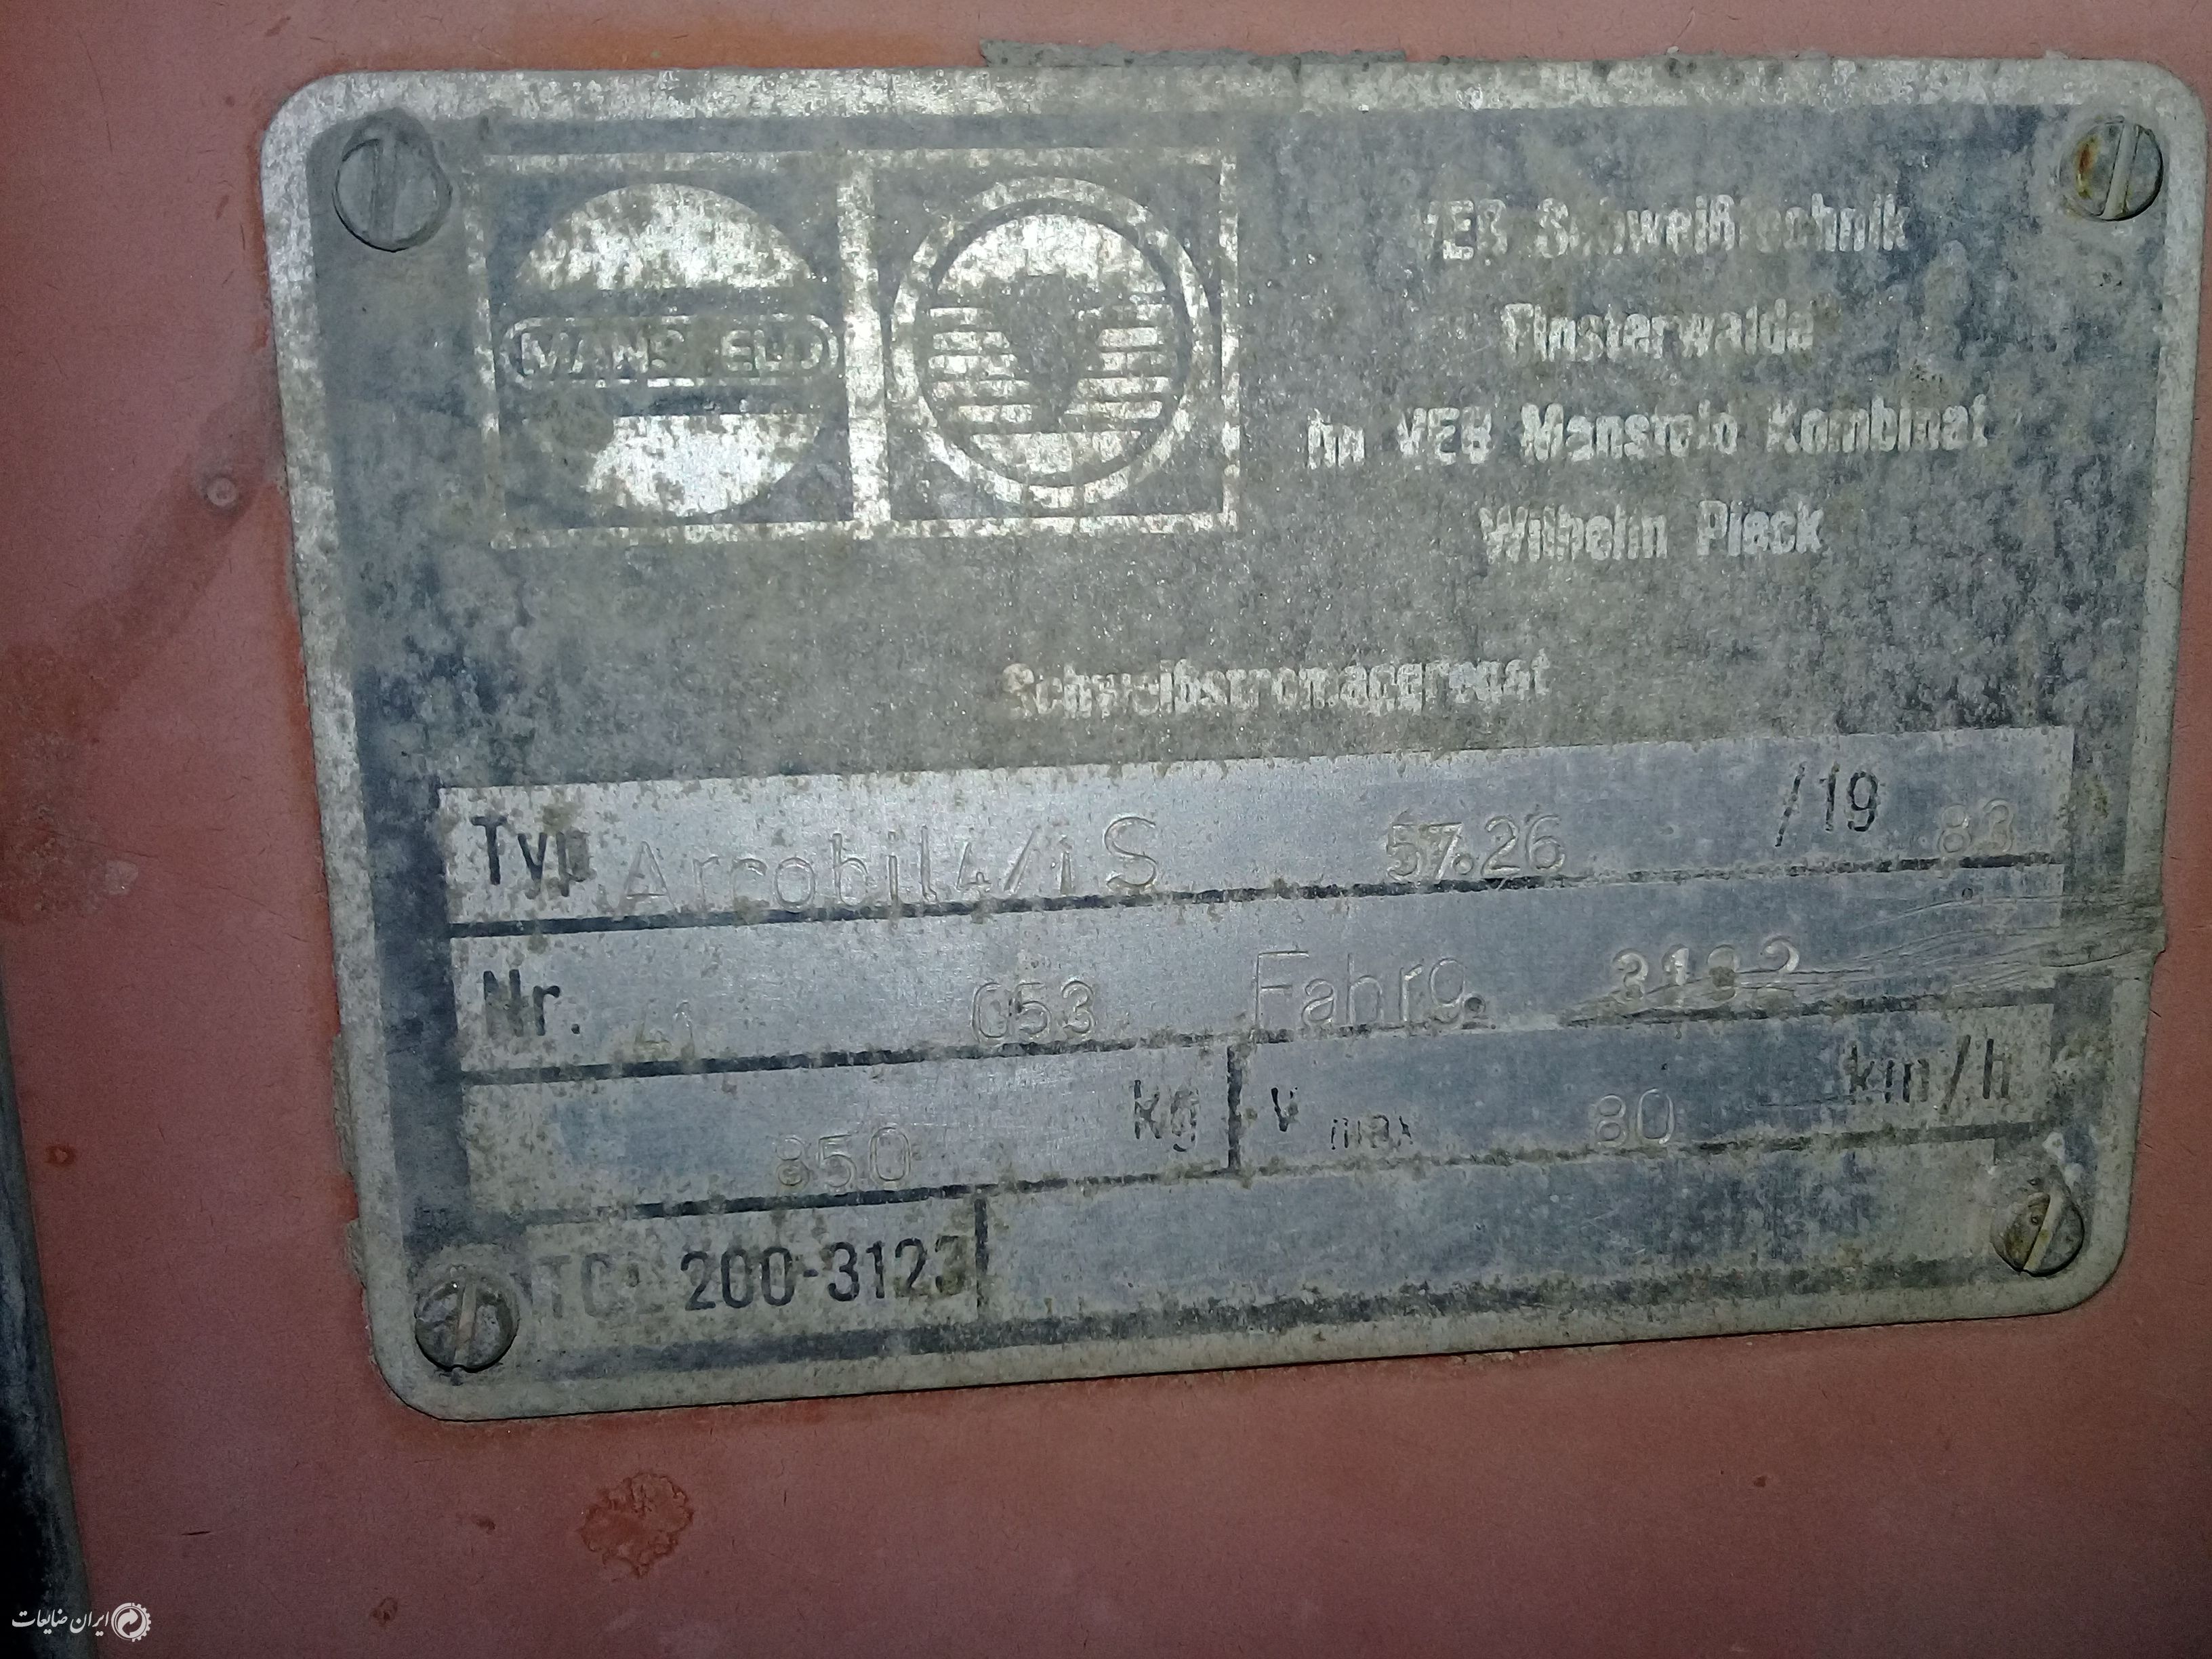 MANSFELD
VEB Schweißtechnik
Finsterwalde
im VEB Mansfeld Kombinat
Wilhelm Pieck
Schweißstromaggregat
Typ Arcobil 4/1 S 57.26 /19 83
Nr. 41 053 Fahrg. 3192
850 kg v max 80 km/h
TGL 200-3123
ایران ضایعات